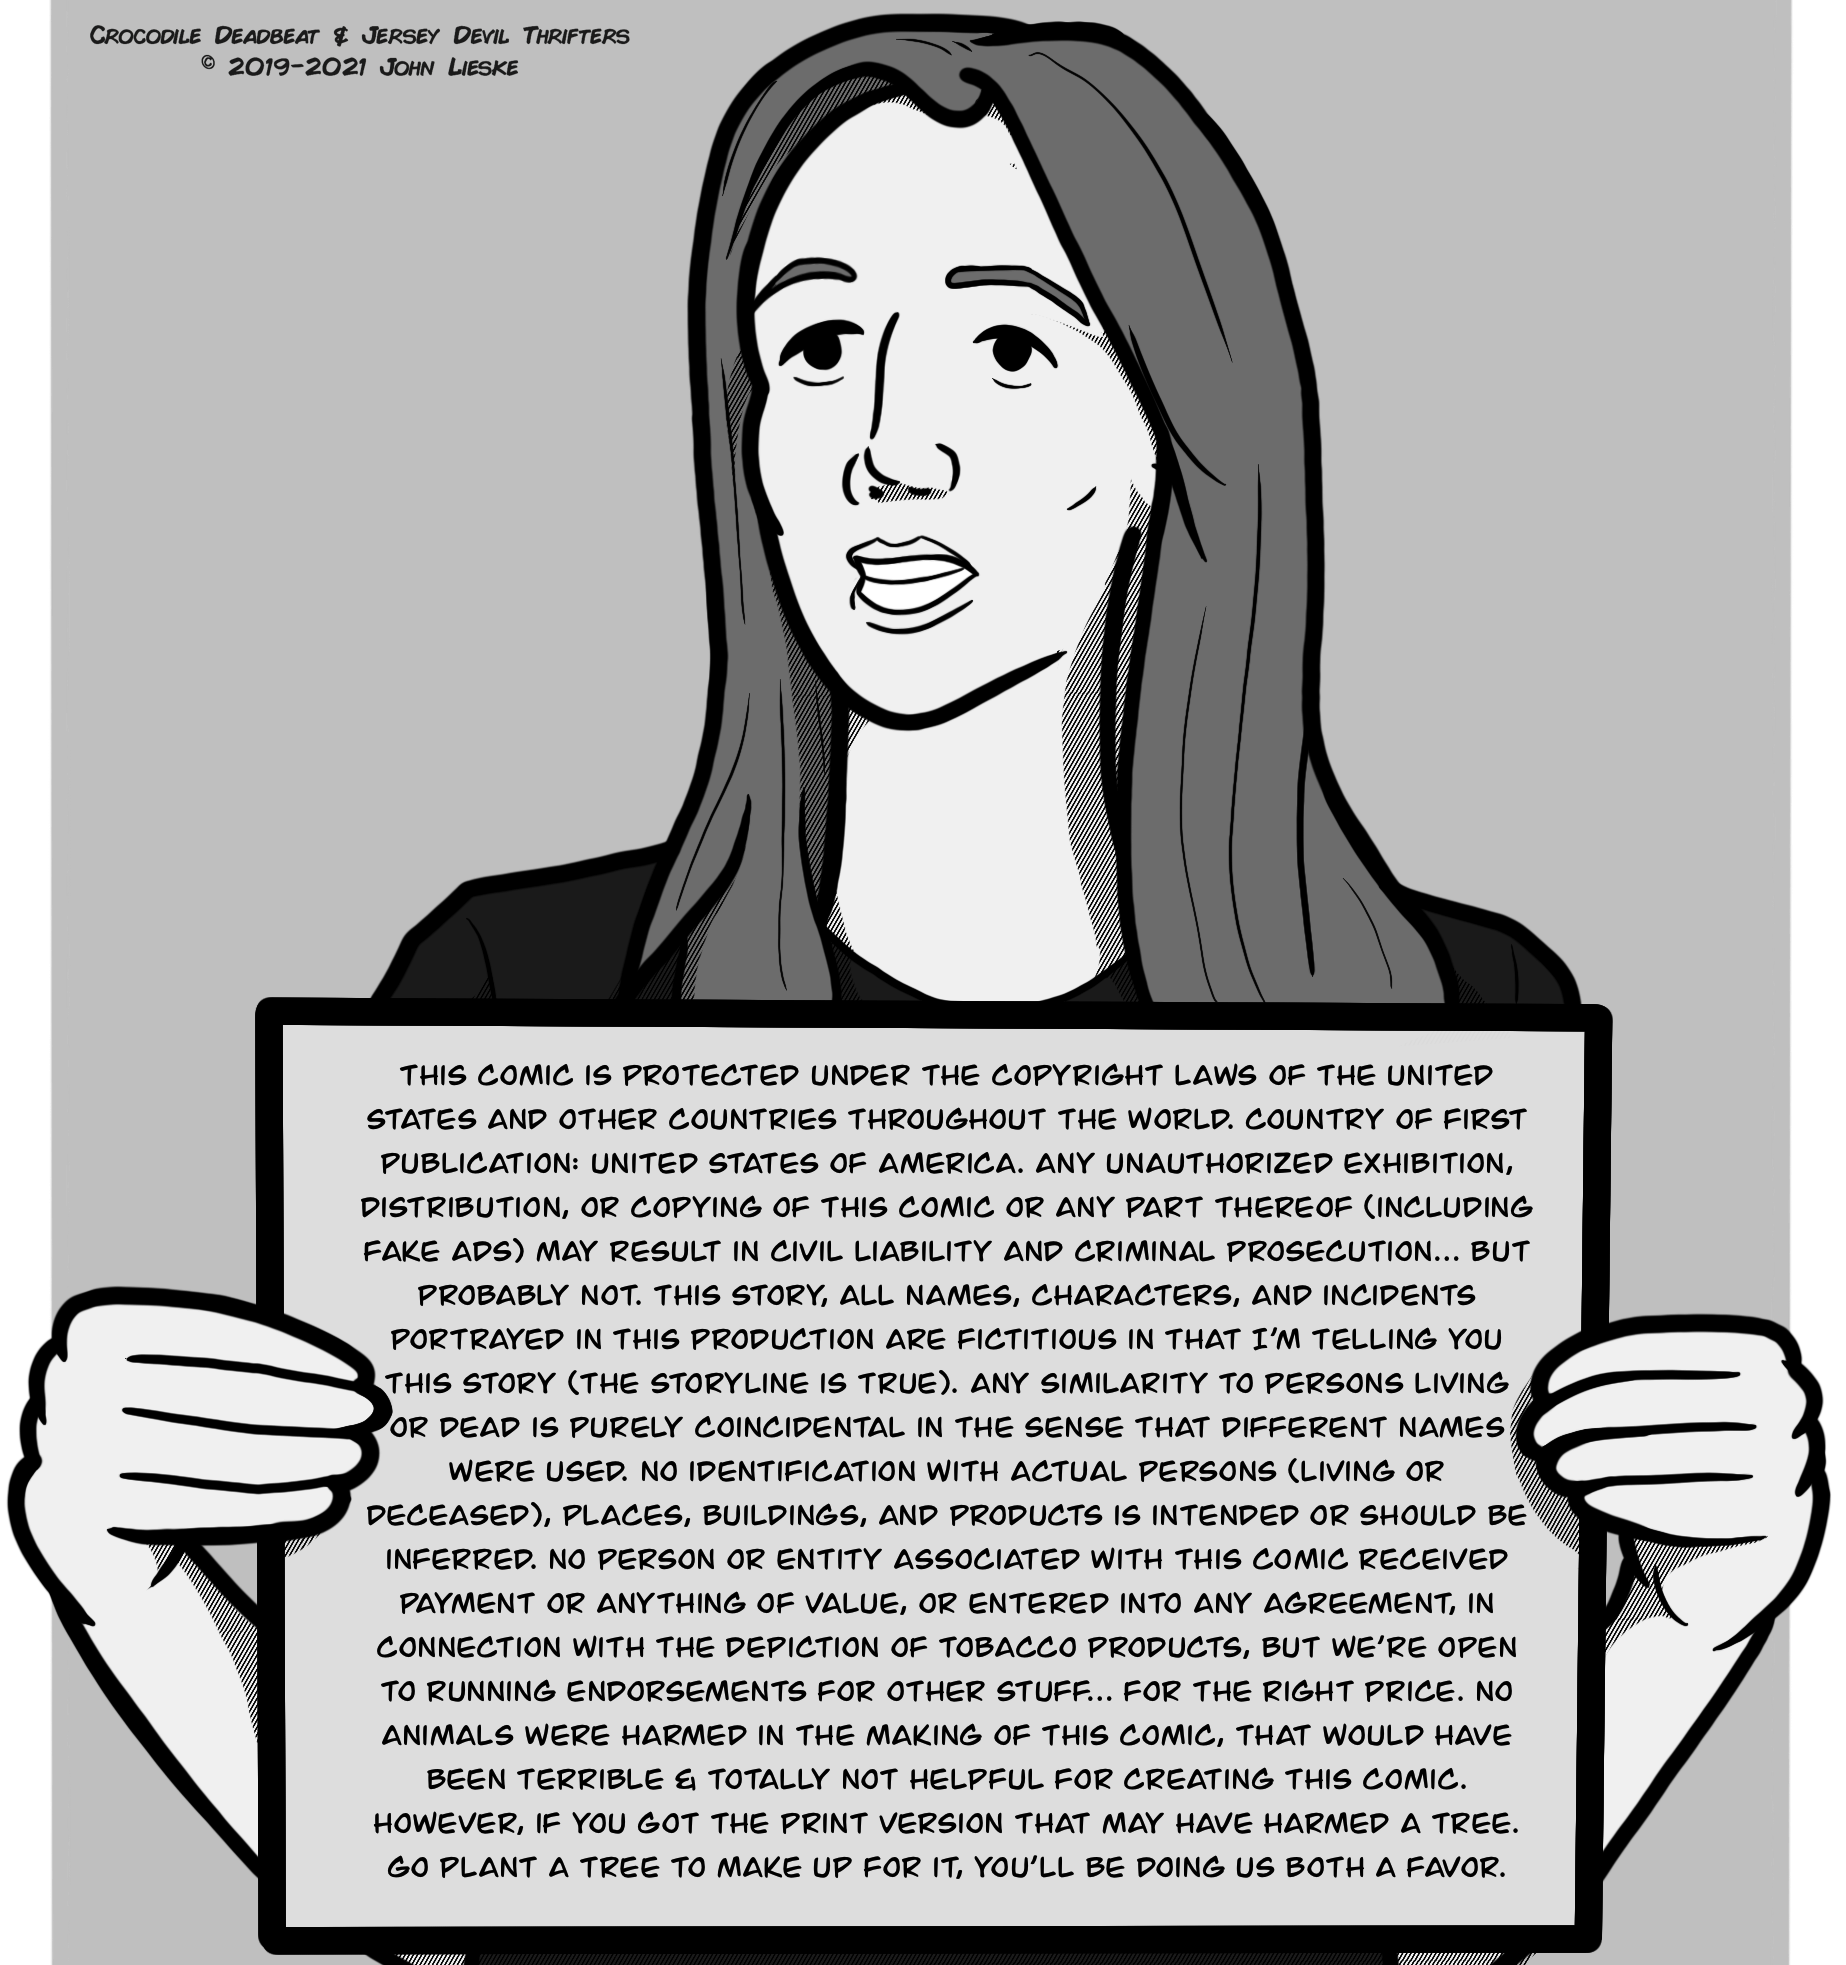 CROCODILE DEADBEAT & JERSEY DEVIL THRIFTERS
© 2019-2021 JOHN LIESKE
THIS COMIC IS PROTECTED UNDER THE COPYRIGHT LAWS OF THE UNITED
STATES AND OTHER COUNTRIES THROUGHOUT THE WORLD. COUNTRY OF FIRST
PUBLICATION: UNITED STATES OF AMERICA. ANY UNAUTHORIZED EXHIBITION,
DISTRIBUTION, OR COPYING OF THIS COMIC OR ANY PART THEREOF (INCLUDING
FAKE ADS) MAY RESULT IN CIVIL LIABILITY AND CRIMINAL PROSECUTION... BUT
PROBABLY NOT. THIS STORY, ALL NAMES, CHARACTERS, AND INCIDENTS
PORTRAYED IN THIS PRODUCTION ARE FICTITIOUS IN THAT I'M TELLING YOU
THIS STORY (THE STORYLINE IS TRUE). ANY SIMILARITY TO PERSONS LIVING
OR DEAD IS PURELY COINCIDENTAL IN THE SENSE THAT DIFFERENT NAMES
WERE USED. NO IDENTIFICATION WITH ACTUAL PERSONS (LIVING OR
DECEASED), PLACES, BUILDINGS, AND PRODUCTS IS INTENDED OR SHOULD BE
INFERRED. NO PERSON OR ENTITY ASSOCIATED WITH THIS COMIC RECEIVED
PAYMENT OR ANYTHING OF VALUE, OR ENTERED INTO ANY AGREEMENT, IN
CONNECTION WITH THE DEPICTION OF TOBACCO PRODUCTS, BUT WE'RE OPEN
TO RUNNING ENDORSEMENTS FOR OTHER STUFF... FOR THE RIGHT PRICE. NO
ANIMALS WERE HARMED IN THE MAKING OF THIS COMIC, THAT WOULD HAVE
BEEN TERRIBLE & TOTALLY NOT HELPFUL FOR CREATING THIS COMIC.
HOWEVER, IF YOU GOT THE PRINT VERSION THAT MAY HAVE HARMED A TREE.
GO PLANT A TREE TO MAKE UP FOR IT, YOU'LL BE DOING US BOTH A FAVOR.